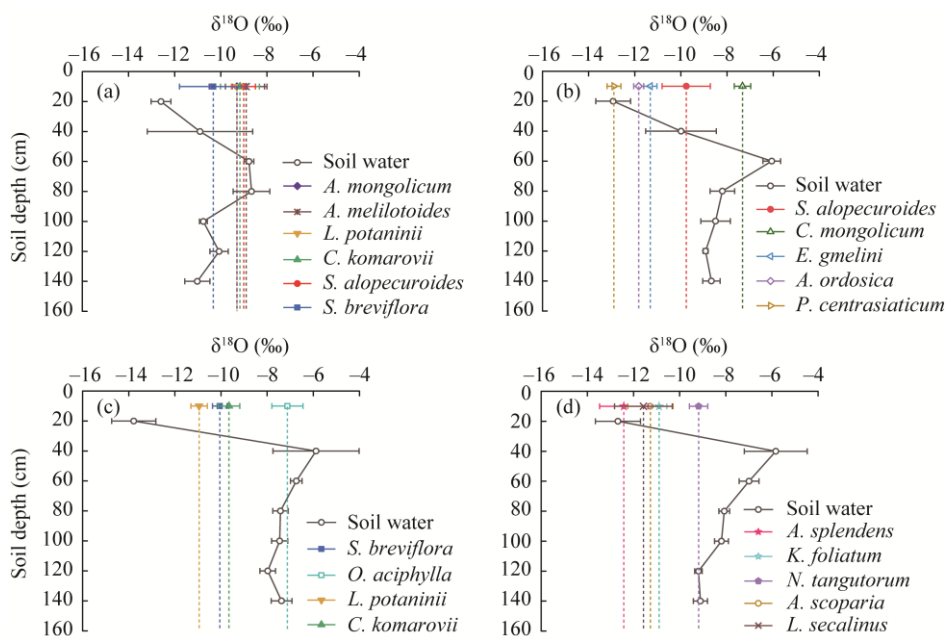 δ¹⁸O (‰)
−16 −14 −12 −10 −8 −6 −4
Soil depth (cm)
0
20
40
60
80
100
120
140
160
(a)
Soil water
A. mongolicum
A. melilotoides
L. potaninii
C. komarovii
S. alopecuroides
S. breviflora
δ¹⁸O (‰)
−16 −14 −12 −10 −8 −6 −4
0
20
40
60
80
100
120
140
160
(b)
Soil water
S. alopecuroides
C. mongolicum
E. gmelini
A. ordosica
P. centrasiaticum
δ¹⁸O (‰)
−16 −14 −12 −10 −8 −6 −4
Soil depth (cm)
0
20
40
60
80
100
120
140
160
(c)
Soil water
S. breviflora
O. aciphylla
L. potaninii
C. komarovii
δ¹⁸O (‰)
−16 −14 −12 −10 −8 −6 −4
0
20
40
60
80
100
120
140
160
(d)
Soil water
A. splendens
K. foliatum
N. tangutorum
A. scoparia
L. secalinus